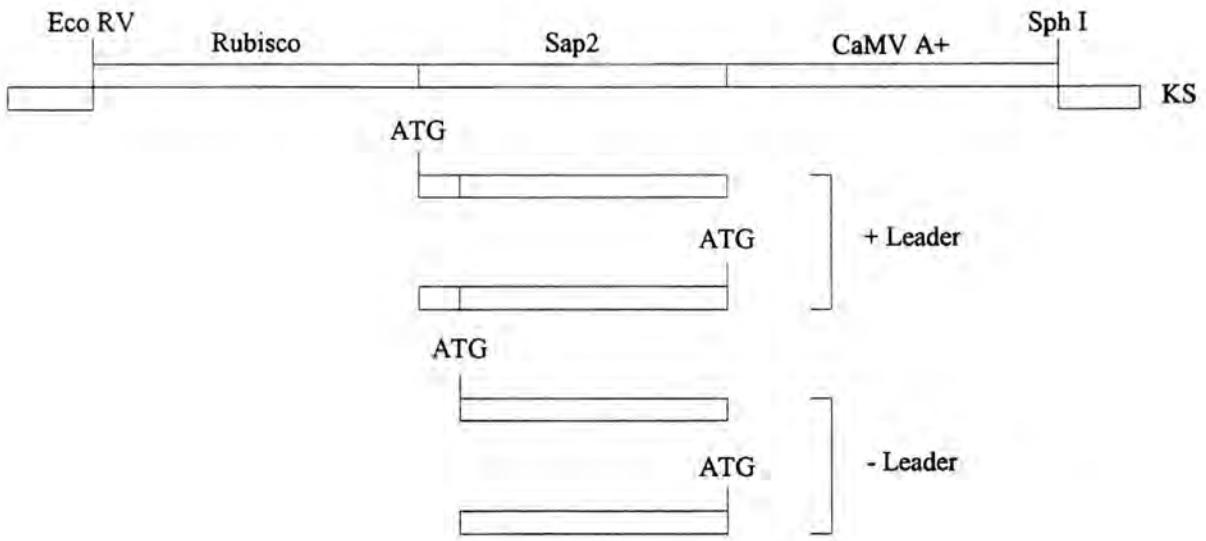 Eco RV
Rubisco
Sap2
CaMV A+
Sph I
KS
ATG
ATG
+ Leader
ATG
ATG
- Leader